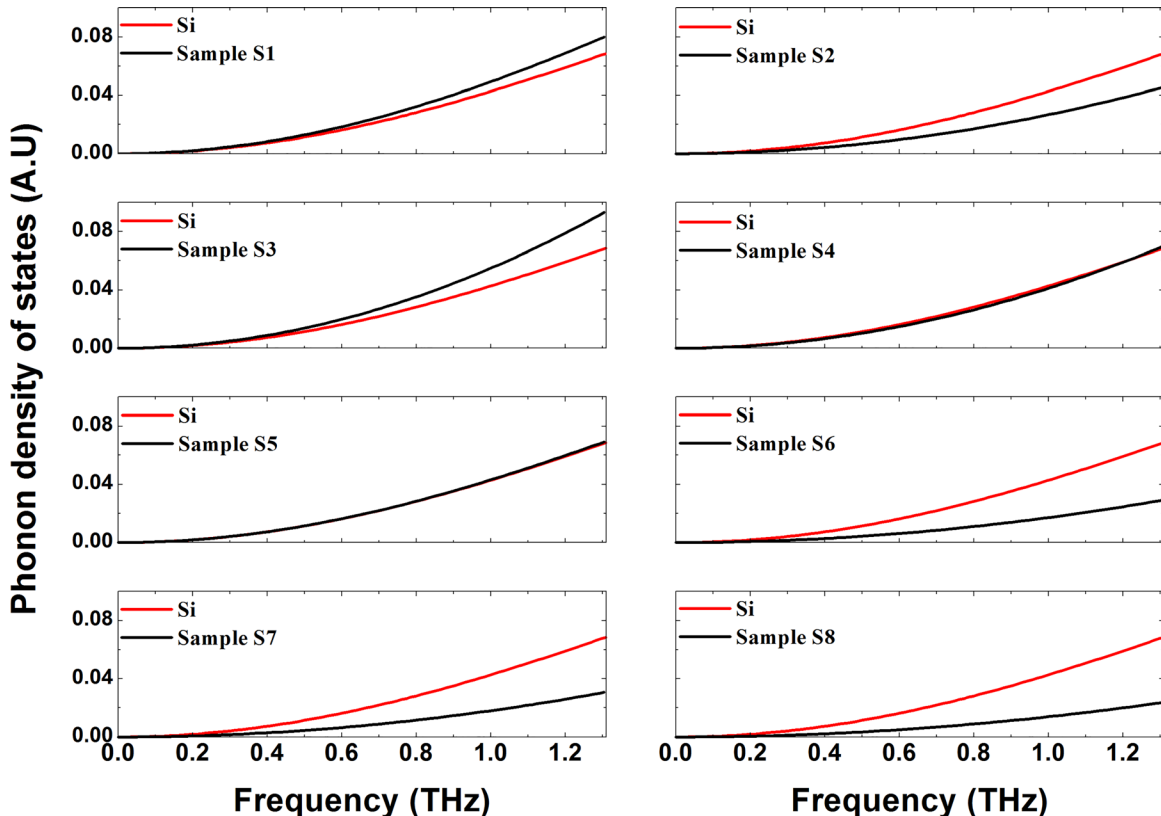 Phonon density of states (A.U)
0.08
0.04
0.00
Si
Sample S1
Si
Sample S2
0.08
0.04
0.00
Si
Sample S3
Si
Sample S4
0.08
0.04
0.00
Si
Sample S5
Si
Sample S6
0.08
0.04
0.00
Si
Sample S7
Si
Sample S8
0.0 0.2 0.4 0.6 0.8 1.0 1.2
0.0 0.2 0.4 0.6 0.8 1.0 1.2
Frequency (THz)
Frequency (THz)